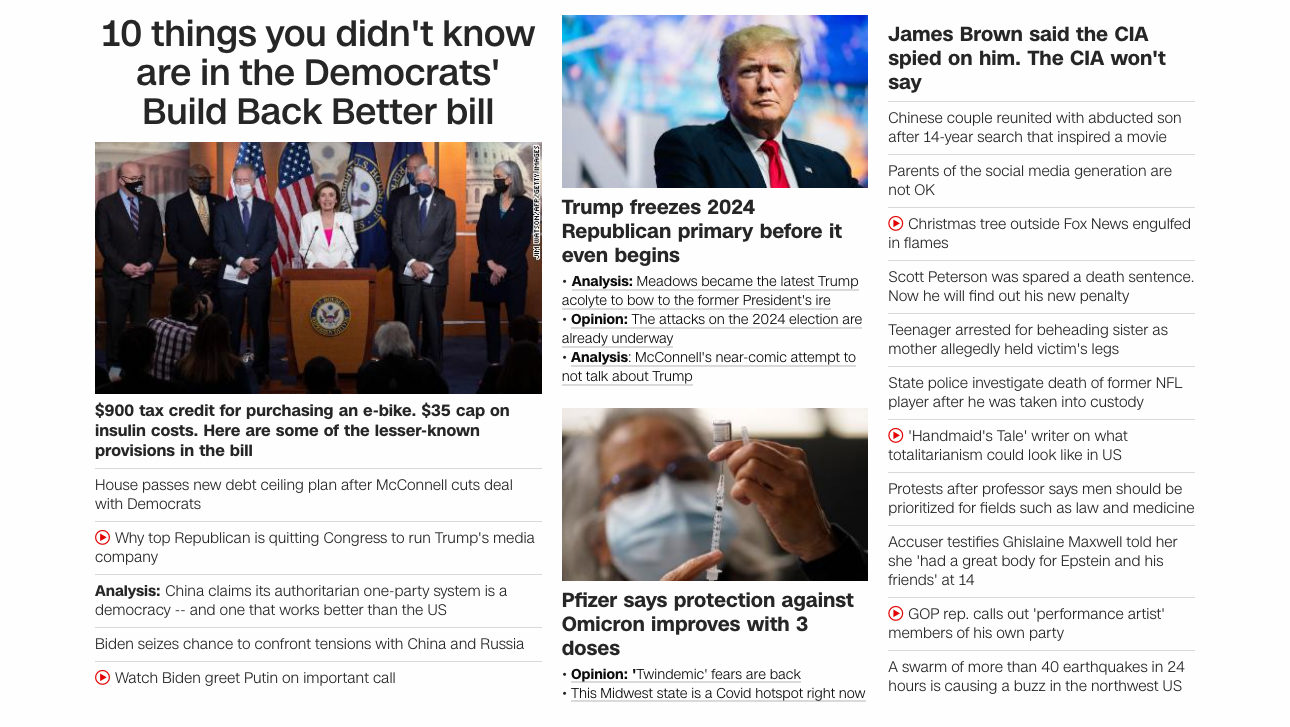 10 things you didn't know
are in the Democrats'
Build Back Better bill
JIM WATSON/AFP/GETTY IMAGES
$900 tax credit for purchasing an e-bike. $35 cap on
insulin costs. Here are some of the lesser-known
provisions in the bill
House passes new debt ceiling plan after McConnell cuts deal
with Democrats
Why top Republican is quitting Congress to run Trump's media
company
Analysis: China claims its authoritarian one-party system is a
democracy -- and one that works better than the US
Biden seizes chance to confront tensions with China and Russia
Watch Biden greet Putin on important call
Trump freezes 2024
Republican primary before it
even begins
• Analysis: Meadows became the latest Trump
acolyte to bow to the former President's ire
• Opinion: The attacks on the 2024 election are
already underway
• Analysis: McConnell's near-comic attempt to
not talk about Trump
Pfizer says protection against
Omicron improves with 3
doses
• Opinion: 'Twindemic' fears are back
• This Midwest state is a Covid hotspot right now
James Brown said the CIA
spied on him. The CIA won't
say
Chinese couple reunited with abducted son
after 14-year search that inspired a movie
Parents of the social media generation are
not OK
Christmas tree outside Fox News engulfed
in flames
Scott Peterson was spared a death sentence.
Now he will find out his new penalty
Teenager arrested for beheading sister as
mother allegedly held victim's legs
State police investigate death of former NFL
player after he was taken into custody
'Handmaid's Tale' writer on what
totalitarianism could look like in US
Protests after professor says men should be
prioritized for fields such as law and medicine
Accuser testifies Ghislaine Maxwell told her
she 'had a great body for Epstein and his
friends' at 14
GOP rep. calls out 'performance artist'
members of his own party
A swarm of more than 40 earthquakes in 24
hours is causing a buzz in the northwest US